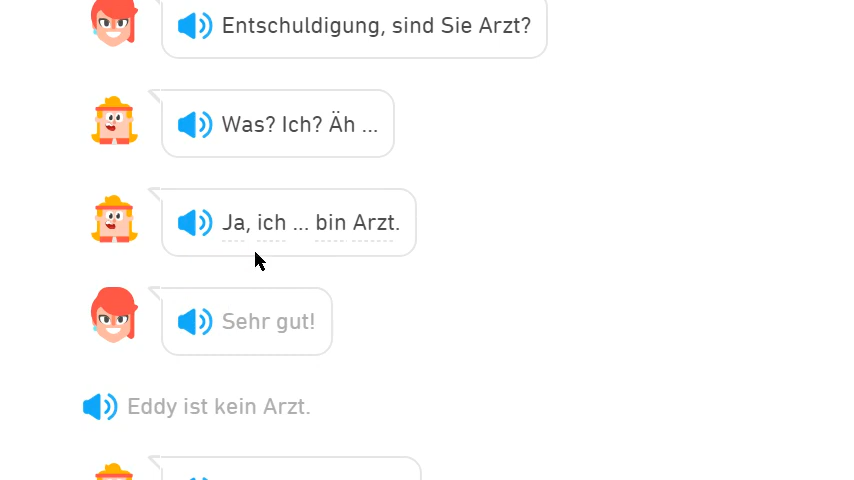 Entschuldigung, sind Sie Arzt?
Was? Ich? Äh ...
Ja, ich ... bin Arzt.
Sehr gut!
Eddy ist kein Arzt.